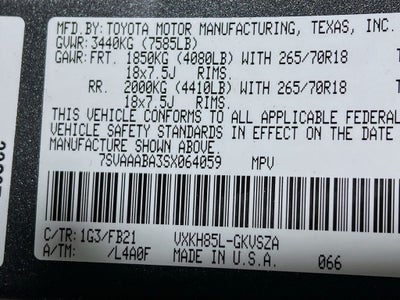 MFD.BY: TOYOTA MOTOR MANUFACTURING, TEXAS, INC.
GVWR: 3440KG (7585LB)
GAWR: FRT. 1850KG (4080LB) WITH 265/70R18
18x7.5J RIMS.
RR. 2000KG (4410LB) WITH 265/70R18
18x7.5J RIMS.
THIS VEHICLE CONFORMS TO ALL APPLICABLE FEDERAL
VEHICLE SAFETY STANDARDS IN EFFECT ON THE DATE
MANUFACTURE SHOWN ABOVE.
7SVAAABA3SX064059 MPV
C/TR: 1G3/FB21 VXKH85L-GKVSZA
A/TM: /L4A0F MADE IN U.S.A. 066